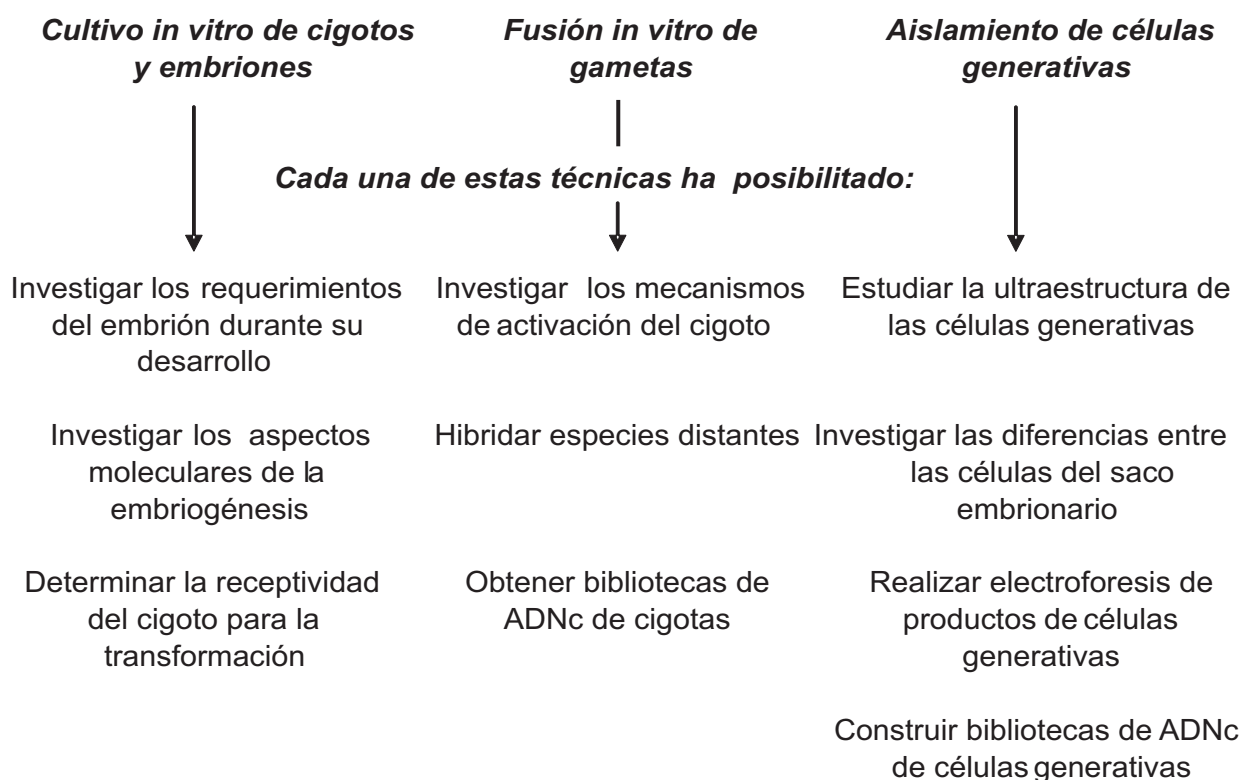 Cultivo in vitro de cigotos
y embriones
Fusión in vitro de
gametas
Aislamiento de células
generativas
Cada una de estas técnicas ha posibilitado:
Investigar los requerimientos
del embrión durante su
desarrollo
Investigar los mecanismos
de activación del cigoto
Estudiar la ultraestructura de
las células generativas
Investigar los aspectos
moleculares de la
embriogénesis
Hibridar especies distantes
Investigar las diferencias entre
las células del saco
embrionario
Determinar la receptividad
del cigoto para la
transformación
Obtener bibliotecas de
ADNc de cigotas
Realizar electroforesis de
productos de células
generativas
Construir bibliotecas de ADNc
de células generativas